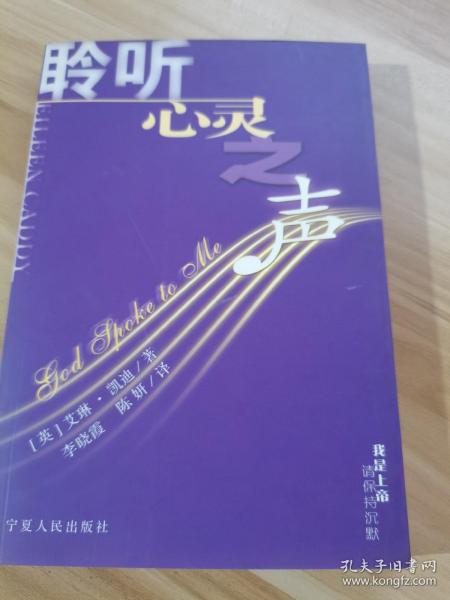 聆听
心灵
之
声
EILEEN CADDY
God Spoke to Me
[英]艾琳·凯迪/著
李晓霞 陈妍/译
我是上帝
请保持沉默
宁夏人民出版社
孔夫子旧书网
www.kongfz.com